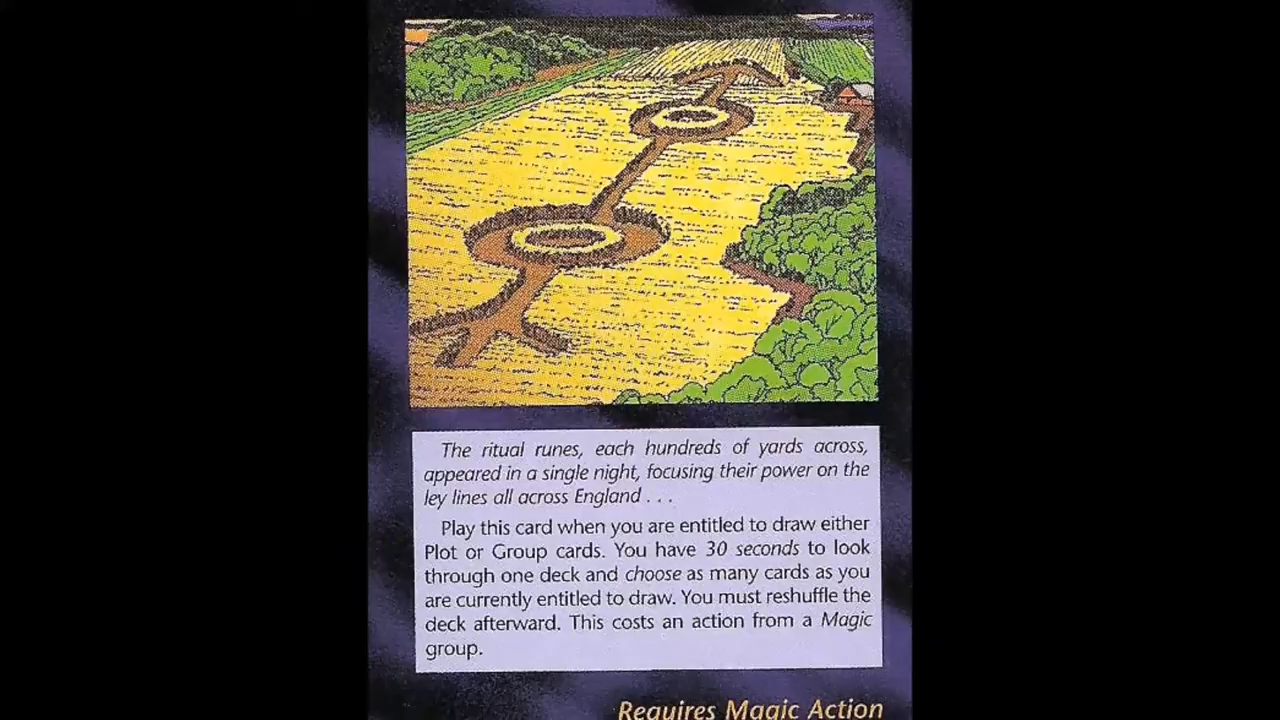 The ritual runes, each hundreds of yards across,
appeared in a single night, focusing their power on the
ley lines all across England . . .
Play this card when you are entitled to draw either
Plot or Group cards. You have 30 seconds to look
through one deck and choose as many cards as you
are currently entitled to draw. You must reshuffle the
deck afterward. This costs an action from a Magic
group.
Requires Magic Action